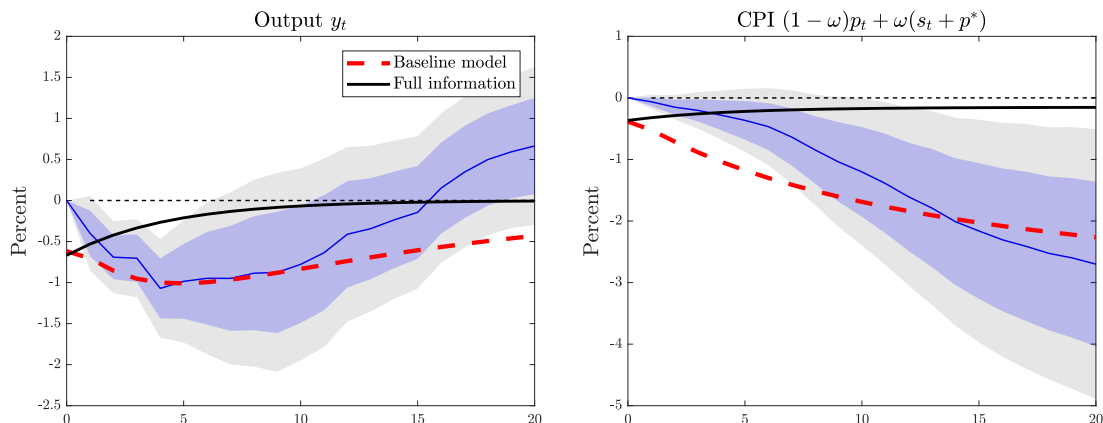 Output $y_t$
Percent
2
1.5
1
0.5
0
-0.5
-1
-1.5
-2
-2.5
0 5 10 15 20
Baseline model
Full information
CPI $(1 - \omega)p_t + \omega(s_t + p^*)$
Percent
1
0
-1
-2
-3
-4
-5
0 5 10 15 20